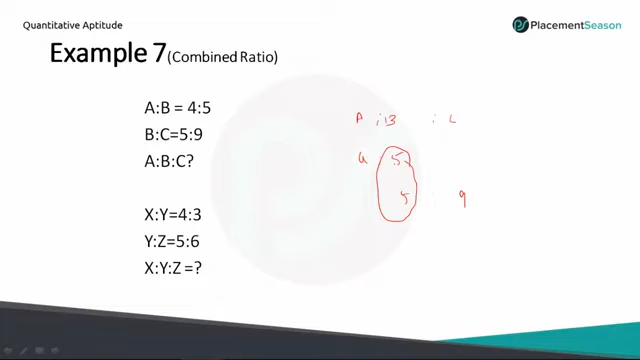 Quantitative Aptitude
PlacementSeason
Example 7(Combined Ratio)
A:B = 4:5
B:C=5:9
A:B:C?
X:Y=4:3
Y:Z=5:6
X:Y:Z =?
A : B : C
4 5
5 9